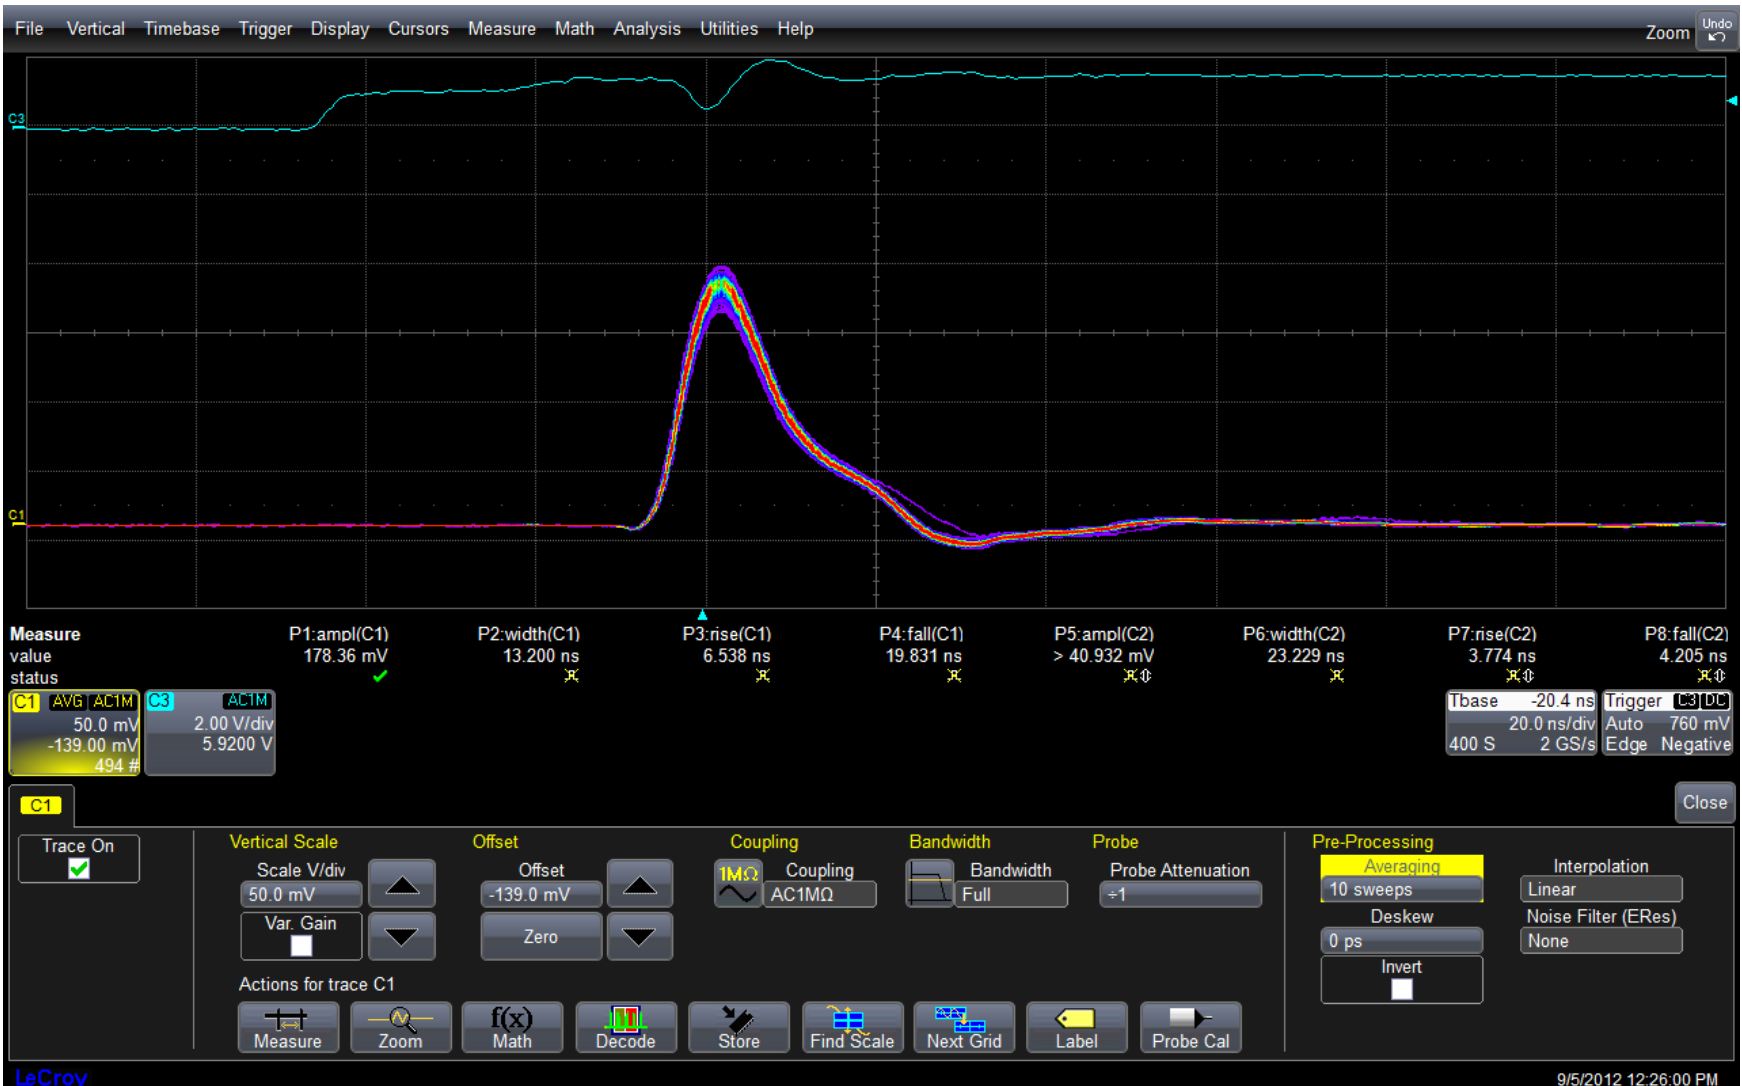 File Vertical Timebase Trigger Display Cursors Measure Math Analysis Utilities Help Zoom Undo
C3
C1
Measure P1:ampl(C1) P2:width(C1) P3:rise(C1) P4:fall(C1) P5:ampl(C2) P6:width(C2) P7:rise(C2) P8:fall(C2)
value 178.36 mV 13.200 ns 6.538 ns 19.831 ns > 40.932 mV 23.229 ns 3.774 ns 4.205 ns
status
C1 AVG AC1M C3 AC1M Tbase -20.4 ns Trigger C3 DC
50.0 mV 2.00 V/div 20.0 ns/div Auto 760 mV
-139.00 mV 5.9200 V 400 S 2 GS/s Edge Negative
494 #
C1 Close
Trace On Vertical Scale Offset Coupling Bandwidth Probe Pre-Processing
Scale V/div Offset Coupling Bandwidth Probe Attenuation Averaging Interpolation
50.0 mV -139.0 mV 1MΩ AC1MΩ Full ÷1 10 sweeps Linear
Var. Gain Zero Deskew Noise Filter (ERes)
0 ps None
Invert
Actions for trace C1
f(x)
Measure Zoom Math Decode Store Find Scale Next Grid Label Probe Cal
LeCroy 9/5/2012 12:26:00 PM